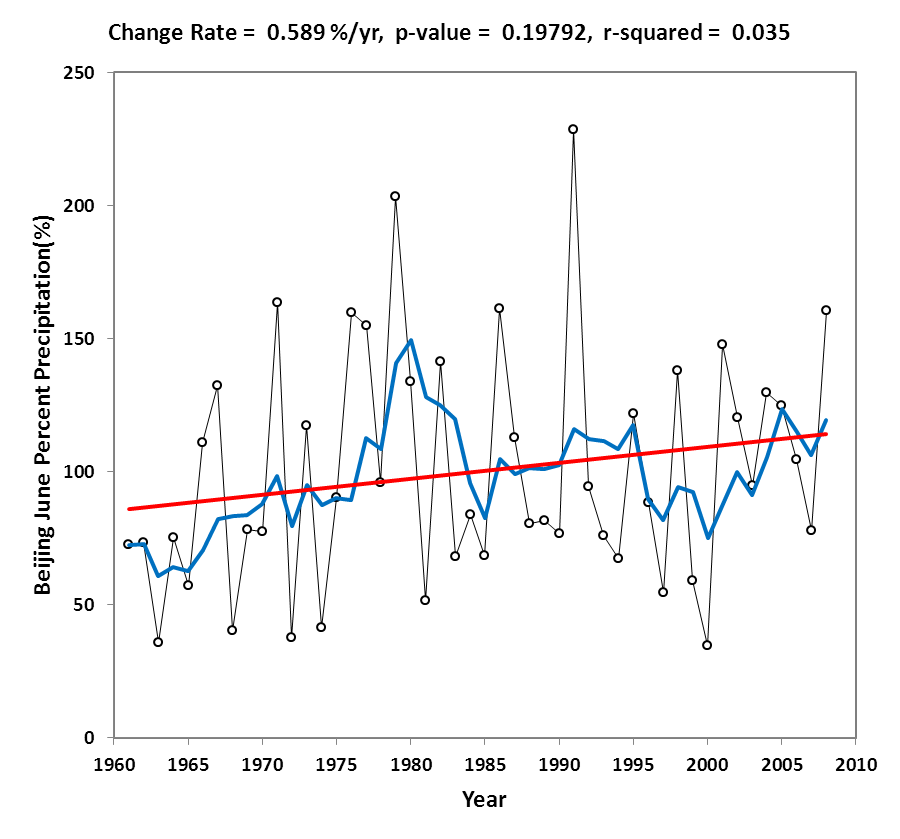 Change Rate = 0.589 %/yr, p-value = 0.19792, r-squared = 0.035
250
200
150
100
50
0
Beijing June Percent Precipitation(%)
1960 1965 1970 1975 1980 1985 1990 1995 2000 2005 2010
Year